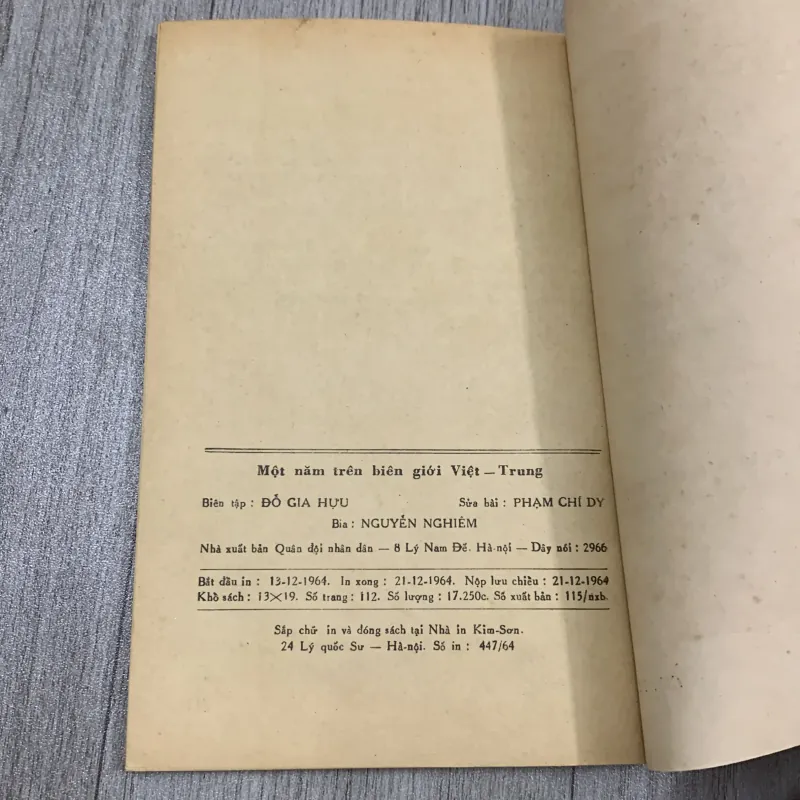 Một năm trên biên giới Việt – Trung
Biên tập : ĐỖ GIA HỰU Sửa bài : PHẠM CHÍ DY
Bìa : NGUYỄN NGHIÊM
Nhà xuất bản Quân đội nhân dân — 8 Lý Nam Đế. Hà-nội — Dây nói : 2966
Bắt đầu in : 13-12-1964. In xong : 21-12-1964. Nộp lưu chiểu : 21-12-1964
Khổ sách : 13×19. Số trang : 112. Số lượng : 17.250c. Số xuất bản : 115/nxb.
Sắp chữ in và đóng sách tại Nhà in Kim-Sơn.
24 Lý quốc Sư — Hà-nội. Số in : 447/64